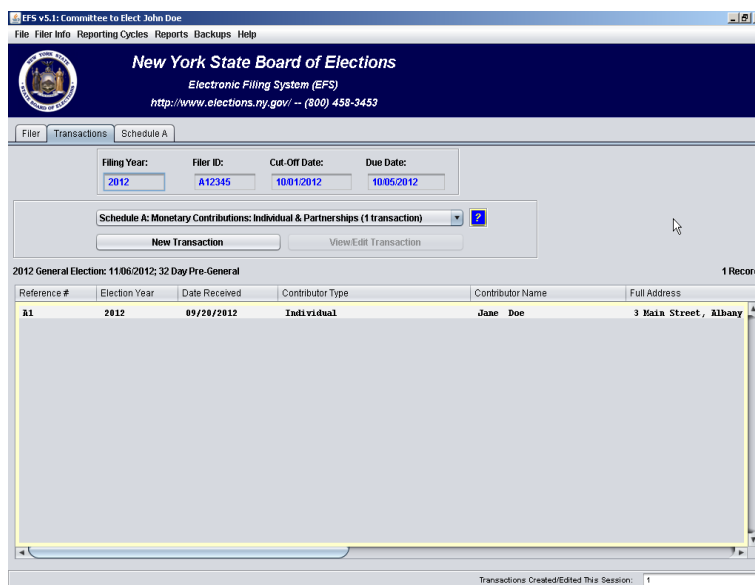 EFS v5.1: Committee to Elect John Doe
File Filer Info Reporting Cycles Reports Backups Help
New York State Board of Elections
Electronic Filing System (EFS)
http://www.elections.ny.gov/ -- (800) 458-3453
Filer Transactions Schedule A
Filing Year: Filer ID: Cut-Off Date: Due Date:
2012 A12345 10/01/2012 10/05/2012
Schedule A: Monetary Contributions: Individual & Partnerships (1 transaction) ?
New Transaction View/Edit Transaction
2012 General Election: 11/06/2012; 32 Day Pre-General 1 Recor
Reference # Election Year Date Received Contributor Type Contributor Name Full Address
A1 2012 09/20/2012 Individual Jane Doe 3 Main Street, Albany
Transactions Created/Edited This Session: 1